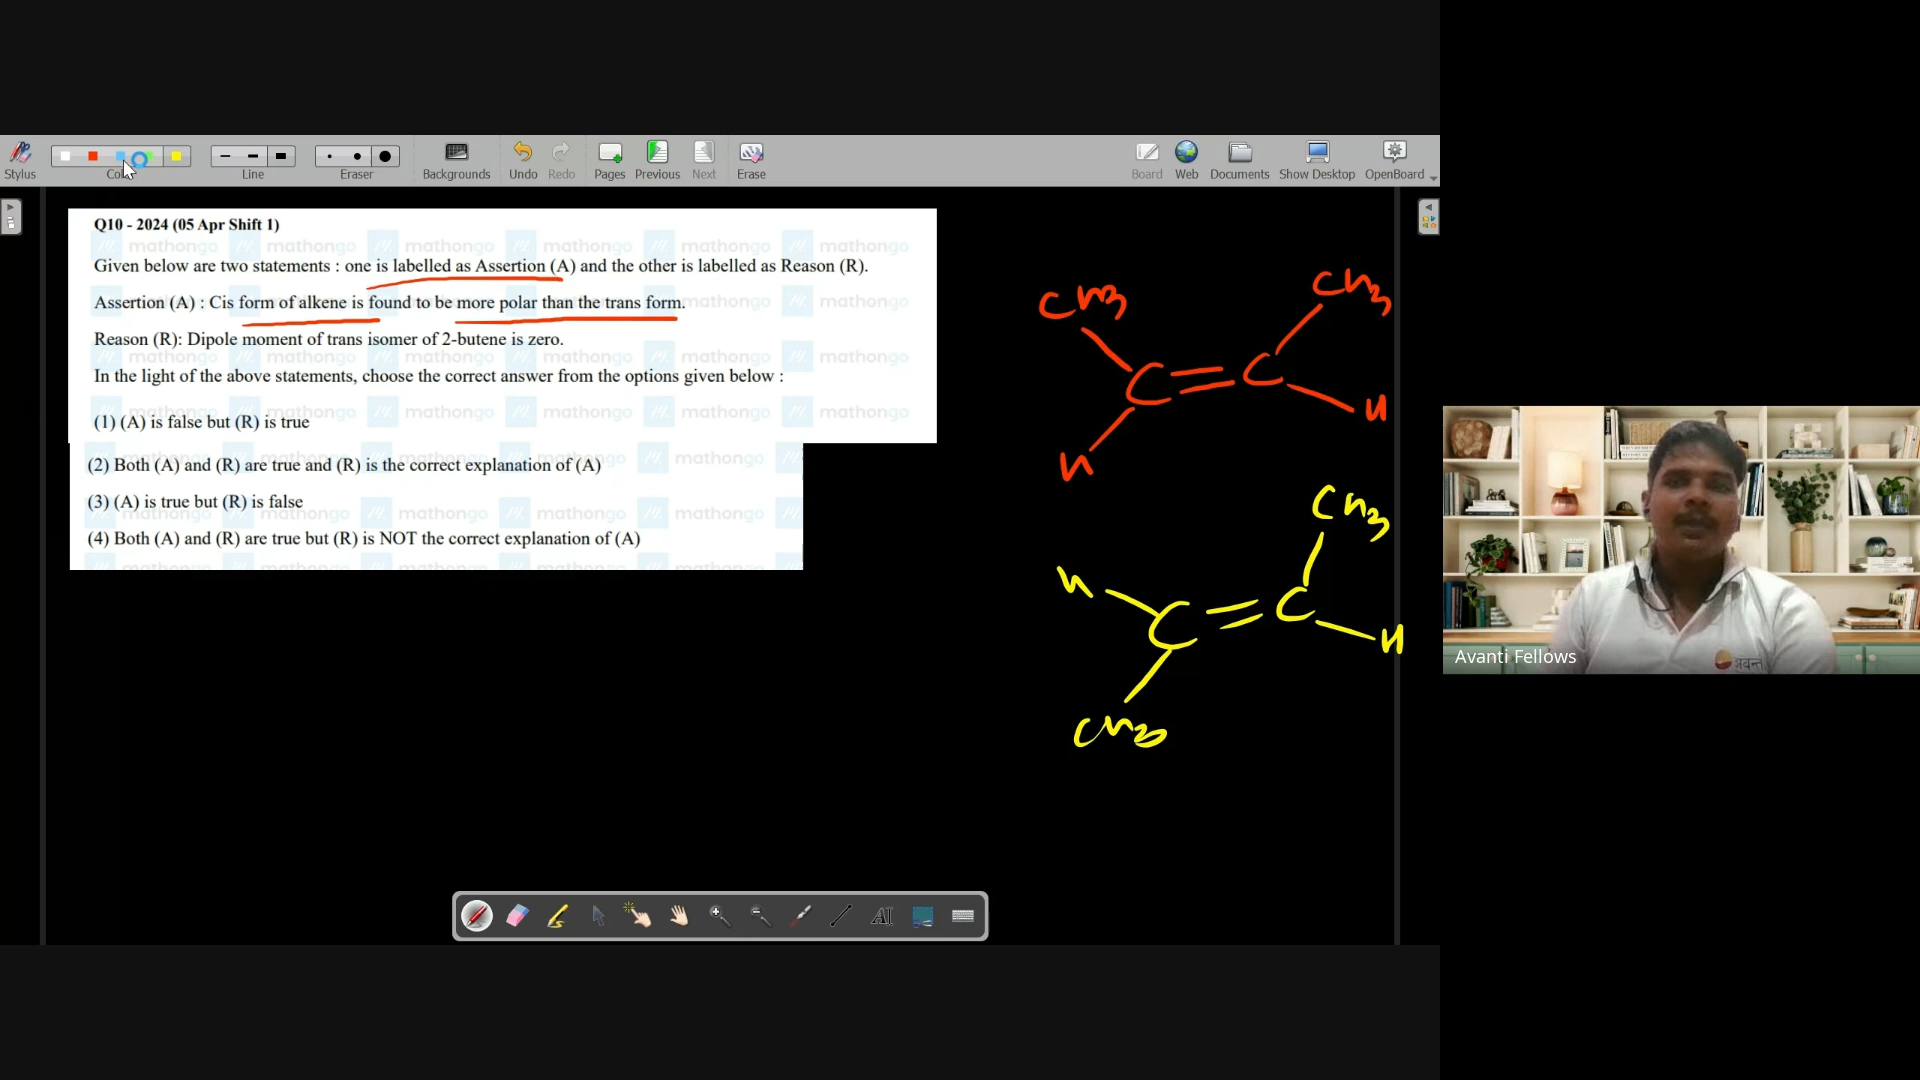 Stylus
Color
Line
Eraser
Backgrounds
Undo
Redo
Pages
Previous
Next
Erase
Board
Web
Documents
Show Desktop
OpenBoard
Q10 - 2024 (05 Apr Shift 1)
Given below are two statements : one is labelled as Assertion (A) and the other is labelled as Reason (R).
Assertion (A) : Cis form of alkene is found to be more polar than the trans form.
Reason (R): Dipole moment of trans isomer of 2-butene is zero.
In the light of the above statements, choose the correct answer from the options given below :
(1) (A) is false but (R) is true
(2) Both (A) and (R) are true and (R) is the correct explanation of (A)
(3) (A) is true but (R) is false
(4) Both (A) and (R) are true but (R) is NOT the correct explanation of (A)
mathongo
CH3 CH3
C = C
H H
CH3
H
C = C
H
CH3
Avanti Fellows
अवन्ती